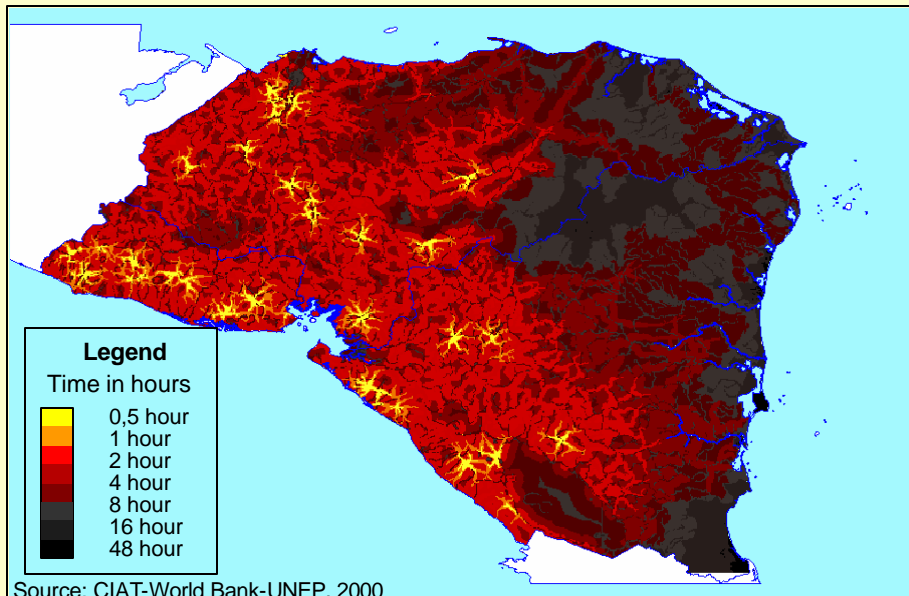 Legend
Time in hours
0,5 hour
1 hour
2 hour
4 hour
8 hour
16 hour
48 hour
Source: CIAT-World Bank-UNEP, 2000